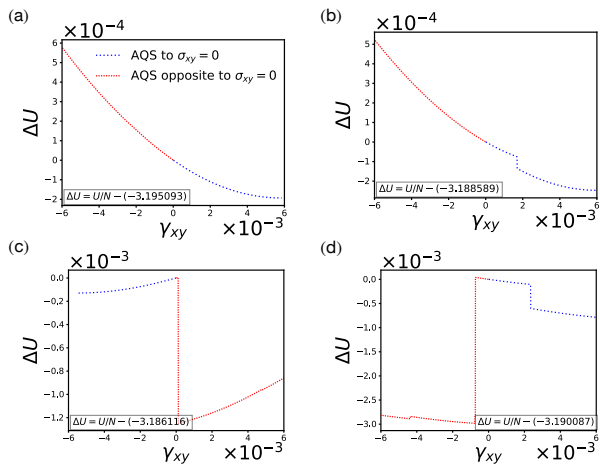 (a)
×10⁻⁴
6
5
4
3
2
1
0
−1
−2
ΔU
AQS to σxy = 0
AQS opposite to σxy = 0
ΔU = U/N − (−3.195093)
−6 −4 −2 0 2 4 6
γxy ×10⁻³
(b)
×10⁻⁴
5
4
3
2
1
0
−1
−2
ΔU
ΔU = U/N − (−3.188589)
−6 −4 −2 0 2 4 6
γxy ×10⁻³
(c)
×10⁻³
0.0
−0.2
−0.4
−0.6
−0.8
−1.0
−1.2
ΔU
ΔU = U/N − (−3.186116)
−6 −4 −2 0 2 4 6
γxy ×10⁻³
(d)
×10⁻³
0.0
−0.5
−1.0
−1.5
−2.0
−2.5
−3.0
ΔU
ΔU = U/N − (−3.190087)
−6 −4 −2 0 2 4 6
γxy ×10⁻³